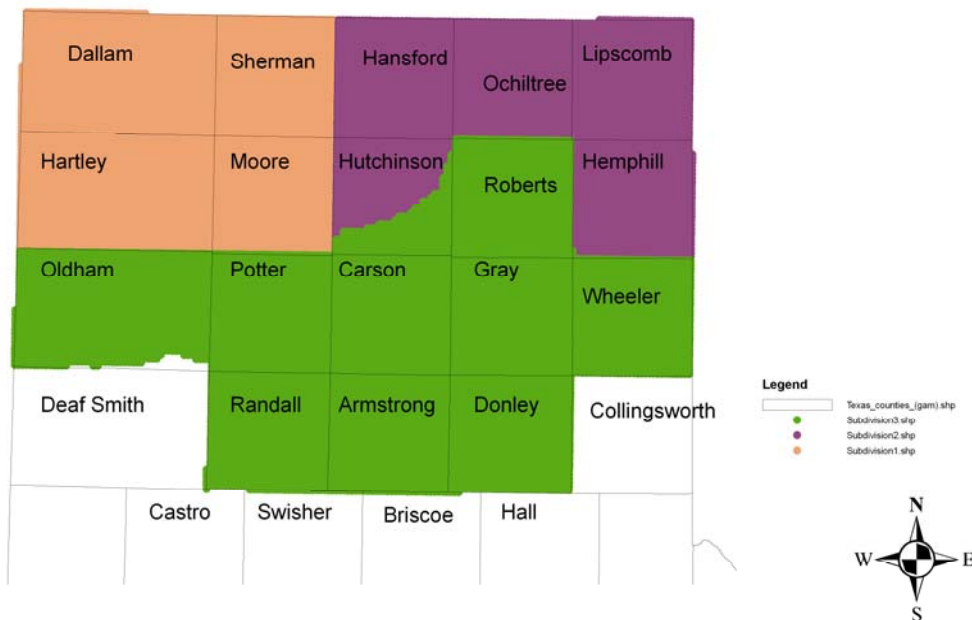 Dallam
Sherman
Hansford
Ochiltree
Lipscomb
Hartley
Moore
Hutchinson
Roberts
Hemphill
Oldham
Potter
Carson
Gray
Wheeler
Deaf Smith
Randall
Armstrong
Donley
Collingsworth
Castro
Swisher
Briscoe
Hall
Legend
Texas_counties_(gam).shp
Subdivision3.shp
Subdivision2.shp
Subdivision1.shp
N
W E
S